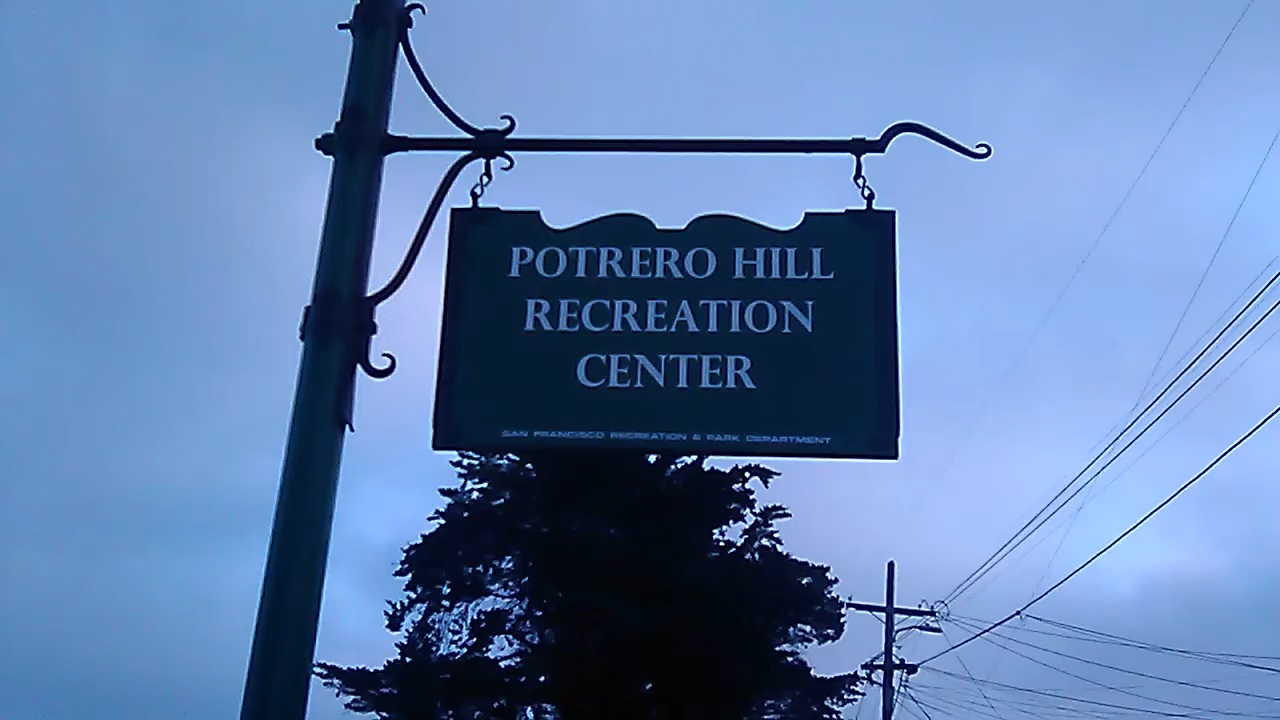 POTRERO HILL
RECREATION
CENTER
SAN FRANCISCO RECREATION & PARK DEPARTMENT